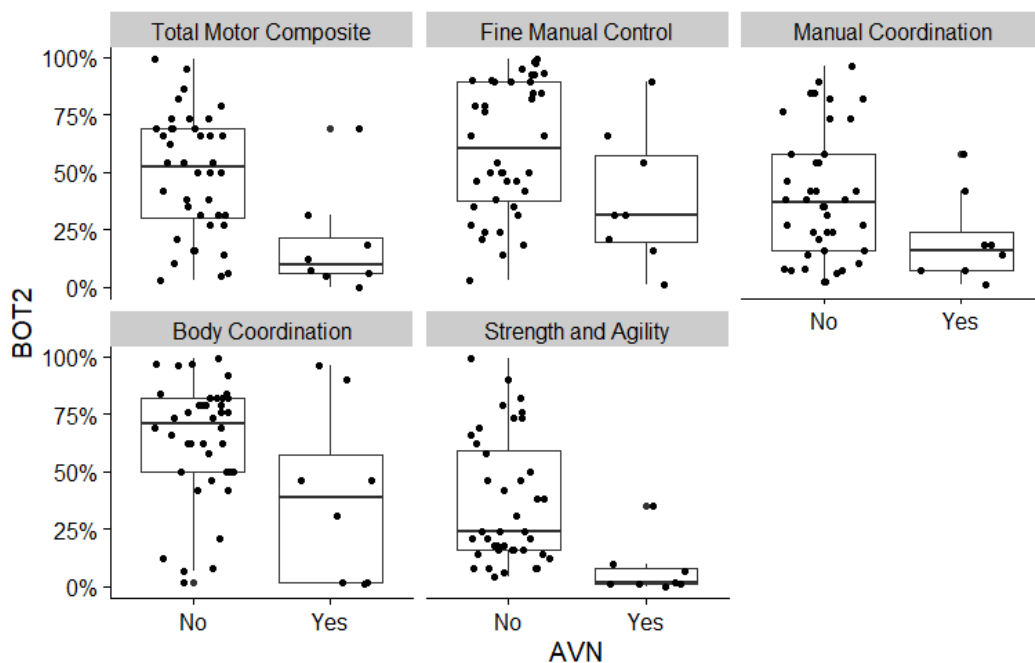 Total Motor Composite
Fine Manual Control
Manual Coordination
100%
75%
50%
25%
0%
No
Yes
BOT2
Body Coordination
Strength and Agility
100%
75%
50%
25%
0%
No
Yes
No
Yes
AVN